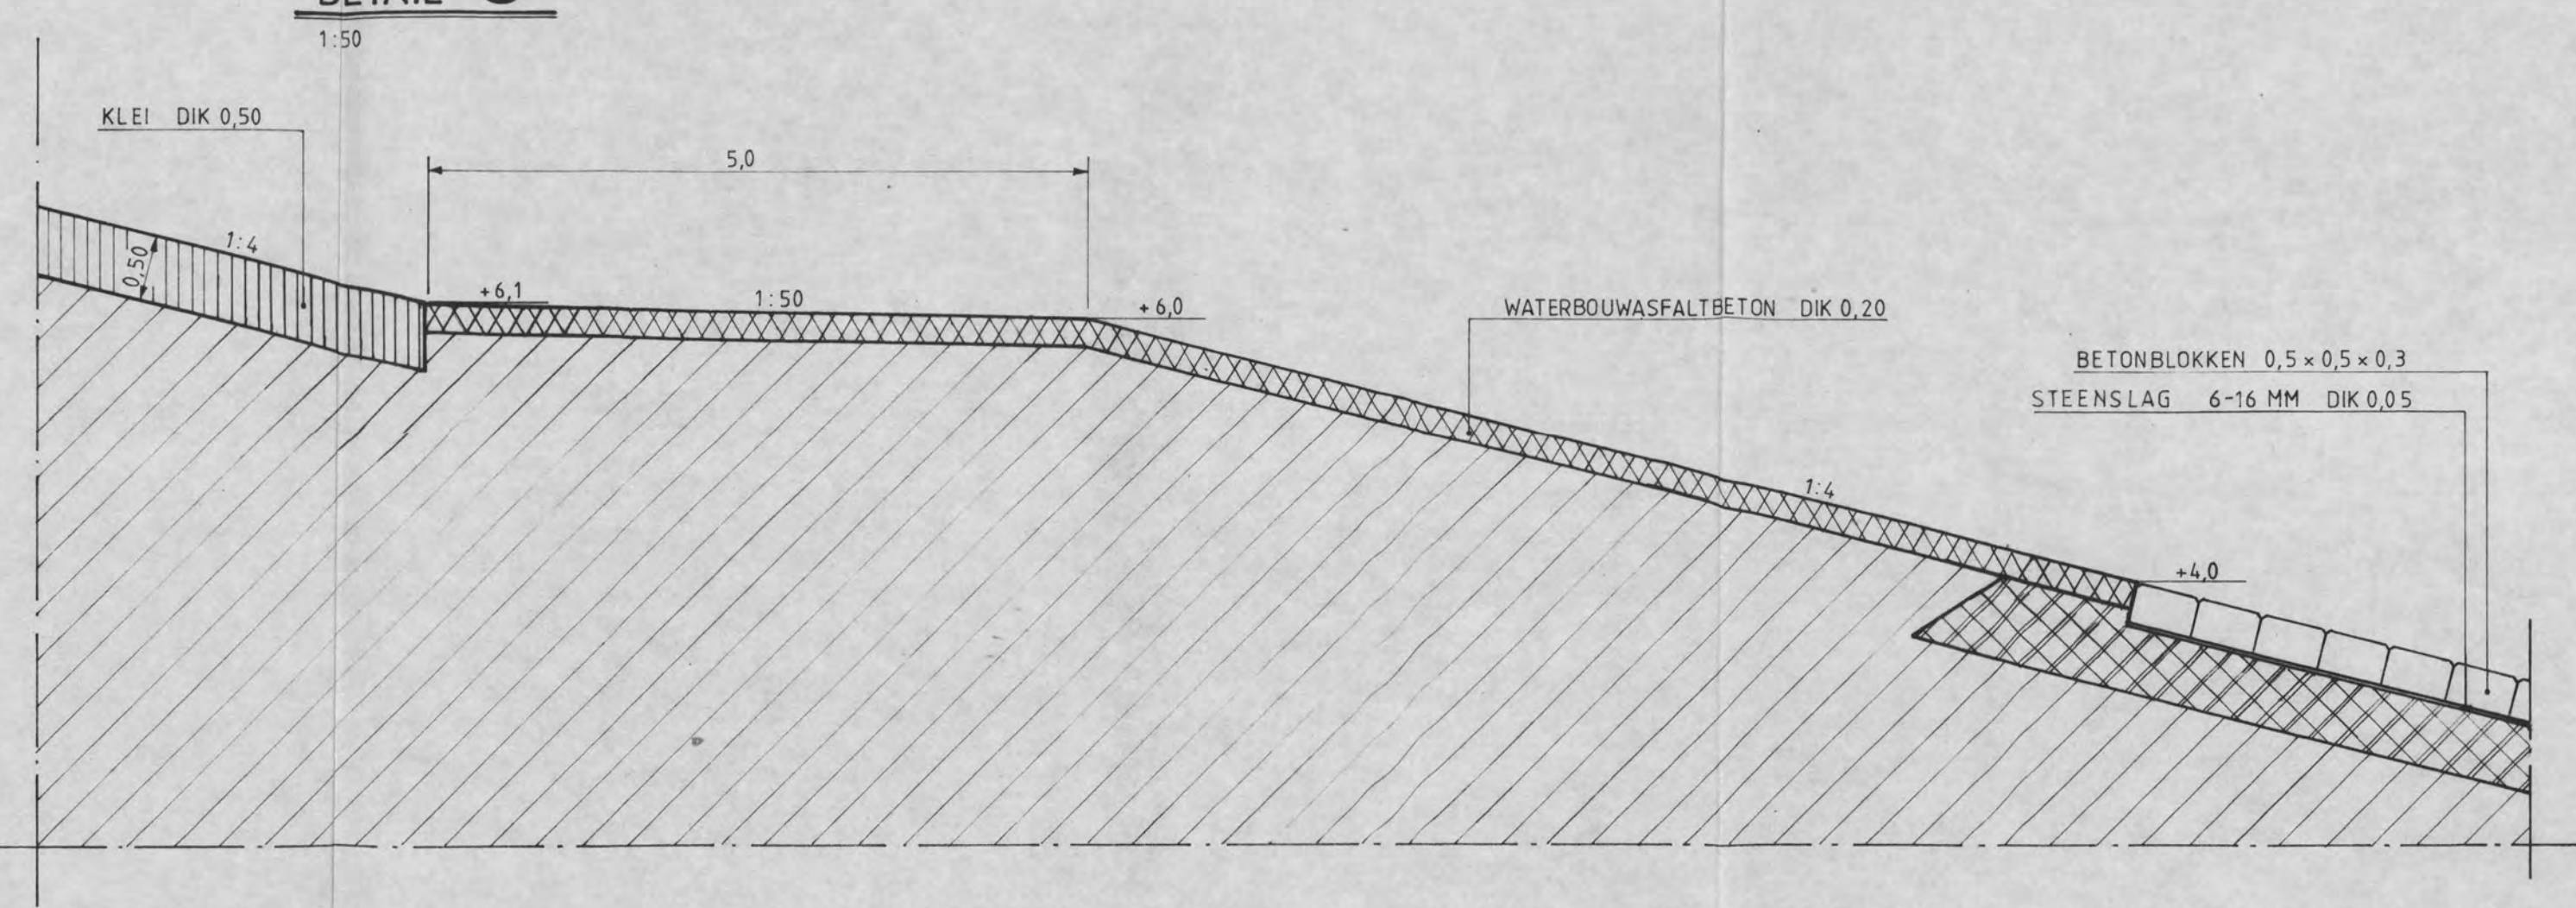 DETAIL
1:50
KLEI DIK 0,50
5,0
1:4
0,50
+6,1
1:50
+6,0
WATERBOUWASFALTBETON DIK 0,20
BETONBLOKKEN 0,5 × 0,5 × 0,3
STEENSLAG 6-16 MM DIK 0,05
1:4
+4,0